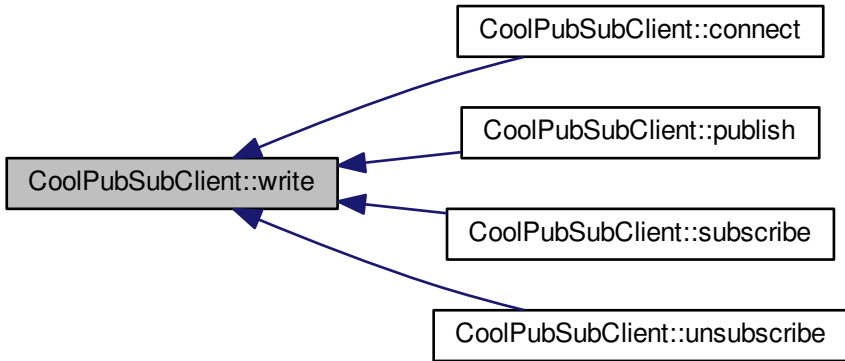 CoolPubSubClient::connect
CoolPubSubClient::publish
CoolPubSubClient::write
CoolPubSubClient::subscribe
CoolPubSubClient::unsubscribe